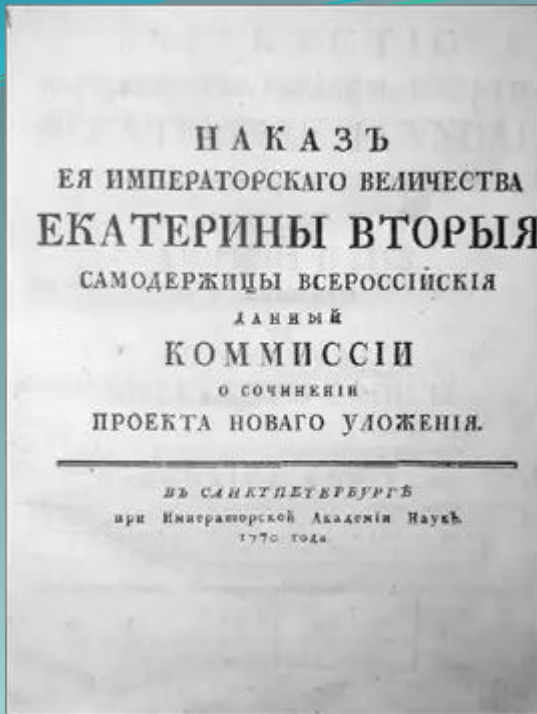 НАКАЗЪ
ЕЯ ИМПЕРАТОРСКАГО ВЕЛИЧЕСТВА
ЕКАТЕРИНЫ ВТОРЫЯ
САМОДЕРЖИЦЫ ВСЕРОССІЙСКІЯ
ДАННЫЙ
КОММИССІИ
О СОЧИНЕНІИ
ПРОЕКТА НОВАГО УЛОЖЕНІЯ.
ВЪ САНКТПЕТЕРБУРГѢ
при Императорской Академіи Наукъ
1770 года